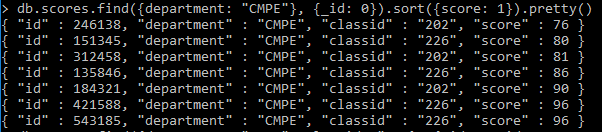 > db.scores.find({department: "CMPE"}, {_id: 0}).sort({score: 1}).pretty()
{ "id" : 246138, "department" : "CMPE", "classid" : "202", "score" : 76 }
{ "id" : 151345, "department" : "CMPE", "classid" : "226", "score" : 80 }
{ "id" : 312458, "department" : "CMPE", "classid" : "202", "score" : 81 }
{ "id" : 135846, "department" : "CMPE", "classid" : "226", "score" : 86 }
{ "id" : 184321, "department" : "CMPE", "classid" : "202", "score" : 90 }
{ "id" : 421588, "department" : "CMPE", "classid" : "226", "score" : 96 }
{ "id" : 543185, "department" : "CMPE", "classid" : "226", "score" : 96 }